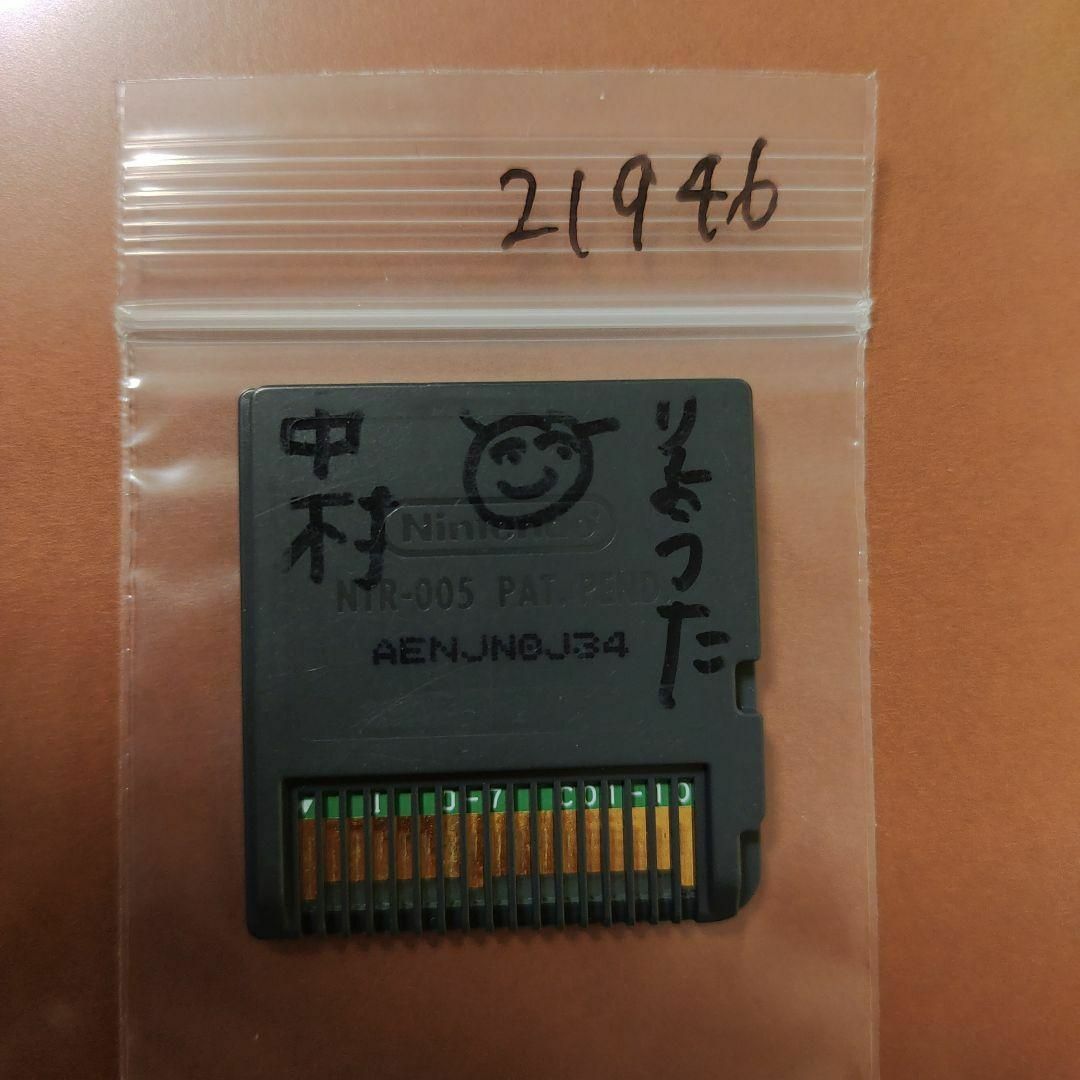 21946
中村
りょうた
Nintendo
NTR-005 PAT. PEND.
AENJN0J34